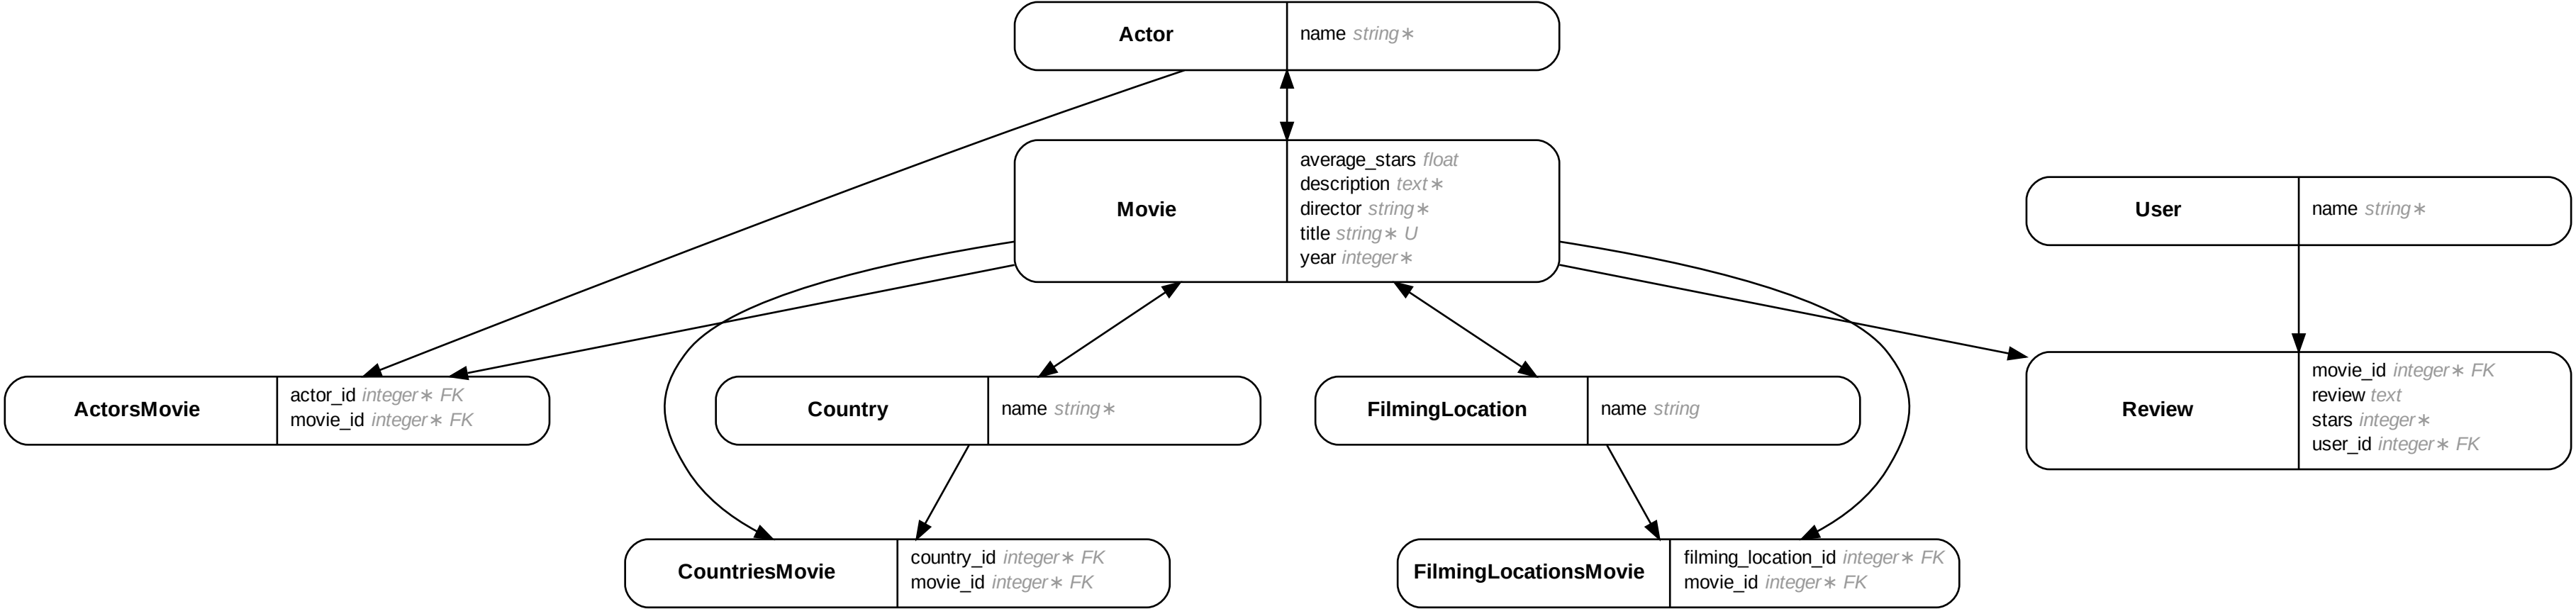 Actor
name string∗
Movie
average_stars float
description text∗
director string∗
title string∗ U
year integer∗
User
name string∗
ActorsMovie
actor_id integer∗ FK
movie_id integer∗ FK
Country
name string∗
FilmingLocation
name string
Review
movie_id integer∗ FK
review text
stars integer∗
user_id integer∗ FK
CountriesMovie
country_id integer∗ FK
movie_id integer∗ FK
FilmingLocationsMovie
filming_location_id integer∗ FK
movie_id integer∗ FK